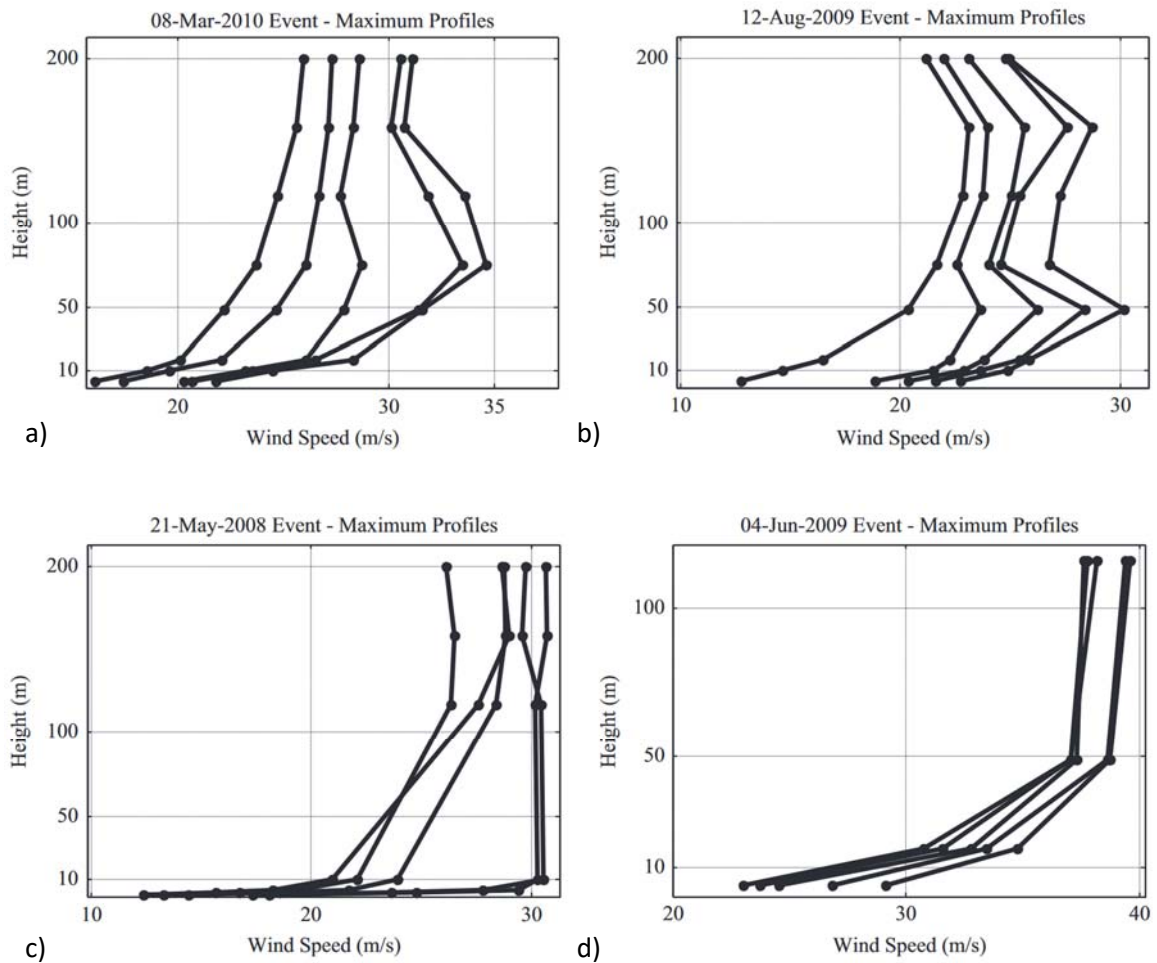 08-Mar-2010 Event - Maximum Profiles
200
100
50
10
Height (m)
20
30
35
Wind Speed (m/s)
a)
12-Aug-2009 Event - Maximum Profiles
200
100
50
10
Height (m)
10
20
30
Wind Speed (m/s)
b)
21-May-2008 Event - Maximum Profiles
200
100
50
10
Height (m)
10
20
30
Wind Speed (m/s)
c)
04-Jun-2009 Event - Maximum Profiles
100
50
10
Height (m)
20
30
40
Wind Speed (m/s)
d)